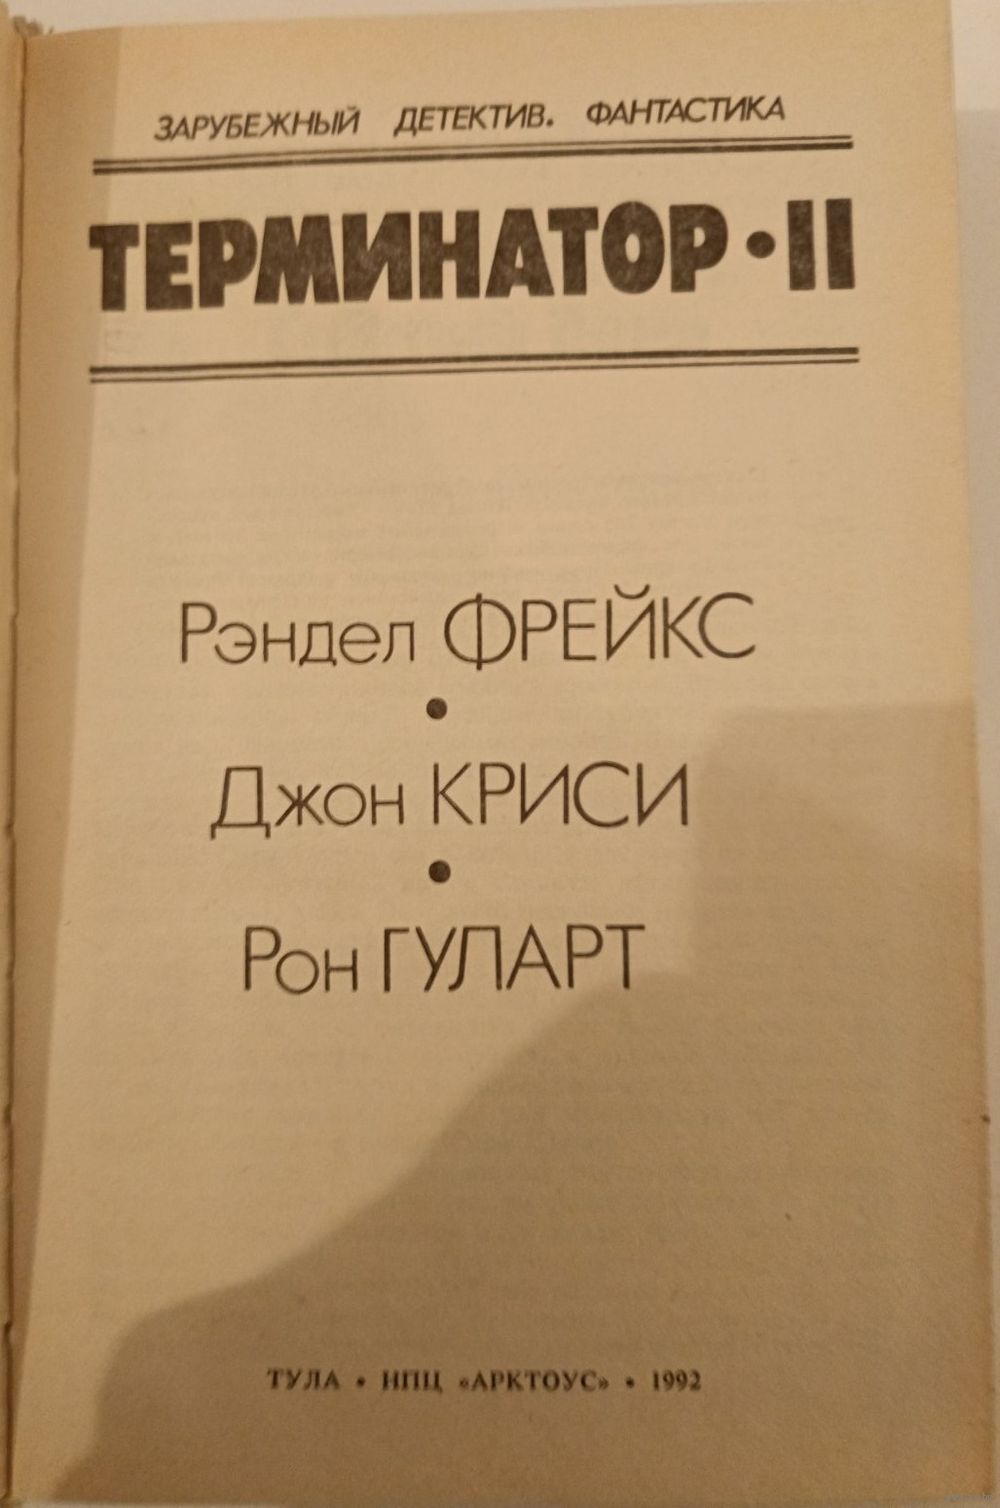 ЗАРУБЕЖНЫЙ ДЕТЕКТИВ. ФАНТАСТИКА
ТЕРМИНАТОР • II
Рэндел ФРЕЙКС
•
Джон КРИСИ
•
Рон ГУЛАРТ
ТУЛА • НПЦ «АРКТОУС» • 1992